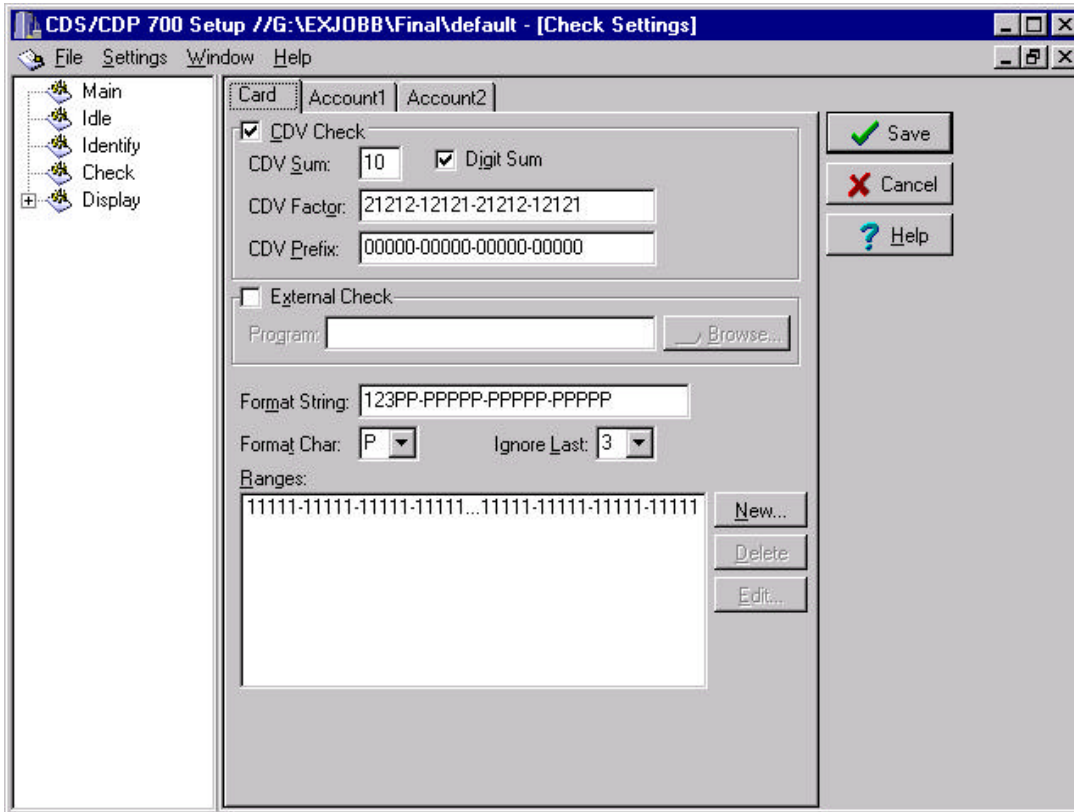 CDS/CDP 700 Setup //G:\EXJOBB\Final\default - [Check Settings]
File Settings Window Help
Main
Idle
Identify
Check
Display
Card Account1 Account2
CDV Check
CDV Sum: 10 Digit Sum
CDV Factor: 21212-12121-21212-12121
CDV Prefix: 00000-00000-00000-00000
External Check
Program: Browse...
Format String: 123PP-PPPPP-PPPPP-PPPPP
Format Char: P Ignore Last: 3
Ranges:
11111-11111-11111-11111...11111-11111-11111-11111
New...
Delete
Edit...
Save
Cancel
Help